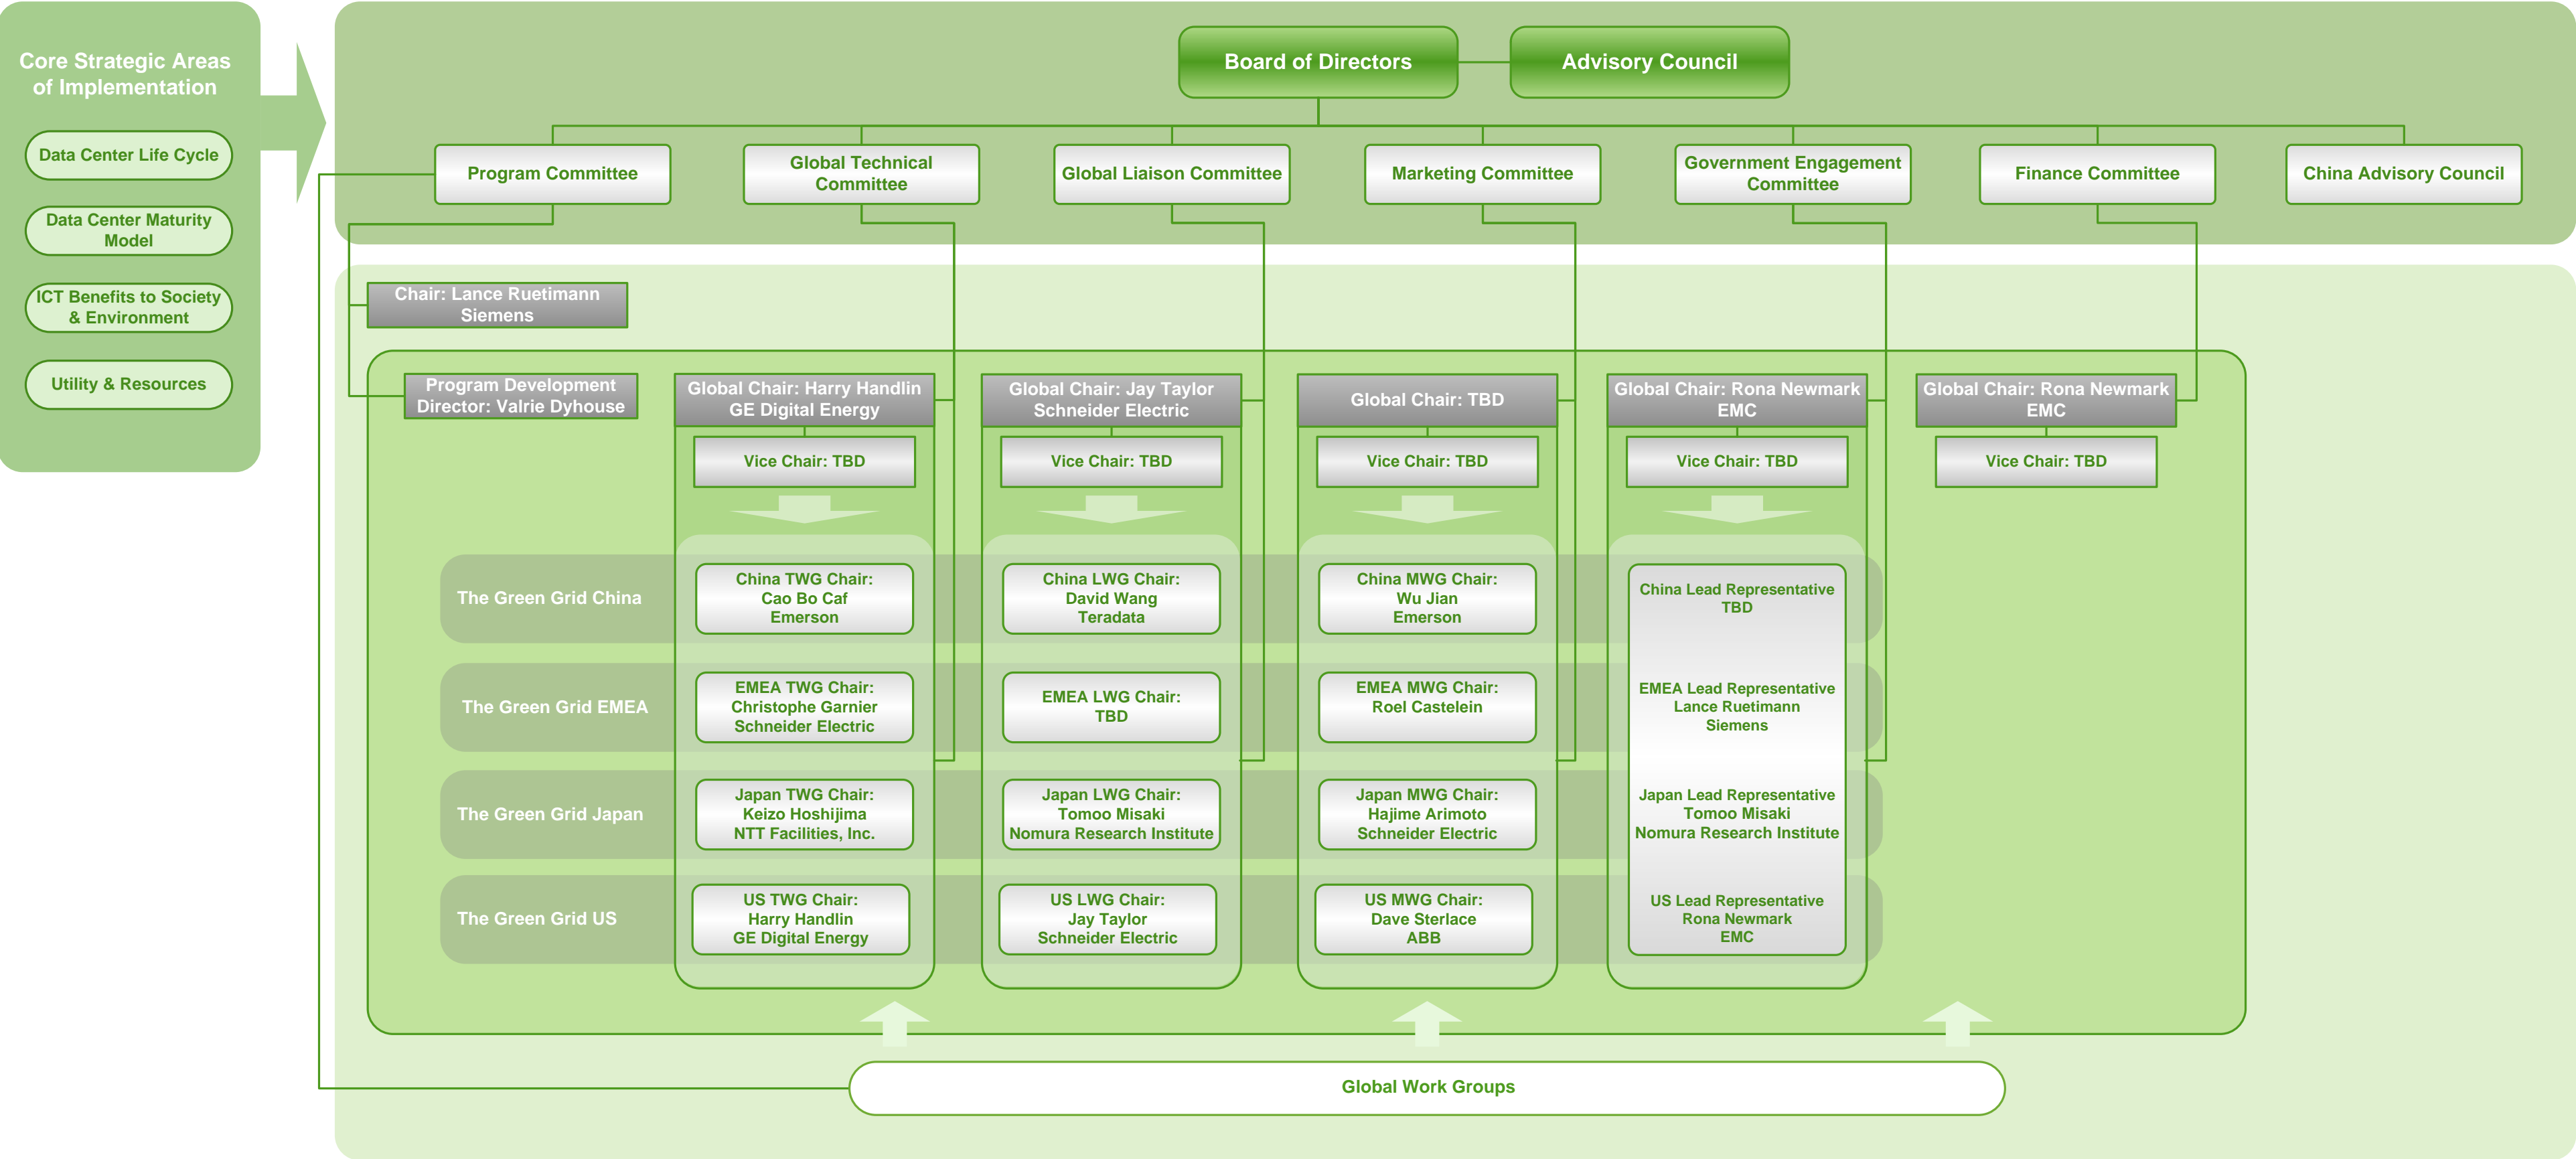 Core Strategic Areas
of Implementation
Data Center Life Cycle
Data Center Maturity
Model
ICT Benefits to Society
& Environment
Utility & Resources
Board of Directors
Advisory Council
Program Committee
Global Technical
Committee
Global Liaison Committee
Marketing Committee
Government Engagement
Committee
Finance Committee
China Advisory Council
Chair: Lance Ruetimann
Siemens
Program Development
Director: Valrie Dyhouse
Global Chair: Harry Handlin
GE Digital Energy
Global Chair: Jay Taylor
Schneider Electric
Global Chair: TBD
Global Chair: Rona Newmark
EMC
Global Chair: Rona Newmark
EMC
Vice Chair: TBD
Vice Chair: TBD
Vice Chair: TBD
Vice Chair: TBD
Vice Chair: TBD
The Green Grid China
China TWG Chair:
Cao Bo Caf
Emerson
China LWG Chair:
David Wang
Teradata
China MWG Chair:
Wu Jian
Emerson
China Lead Representative
TBD
The Green Grid EMEA
EMEA TWG Chair:
Christophe Garnier
Schneider Electric
EMEA LWG Chair:
TBD
EMEA MWG Chair:
Roel Castelein
EMEA Lead Representative
Lance Ruetimann
Siemens
The Green Grid Japan
Japan TWG Chair:
Keizo Hoshijima
NTT Facilities, Inc.
Japan LWG Chair:
Tomoo Misaki
Nomura Research Institute
Japan MWG Chair:
Hajime Arimoto
Schneider Electric
Japan Lead Representative
Tomoo Misaki
Nomura Research Institute
The Green Grid US
US TWG Chair:
Harry Handlin
GE Digital Energy
US LWG Chair:
Jay Taylor
Schneider Electric
US MWG Chair:
Dave Sterlace
ABB
US Lead Representative
Rona Newmark
EMC
Global Work Groups